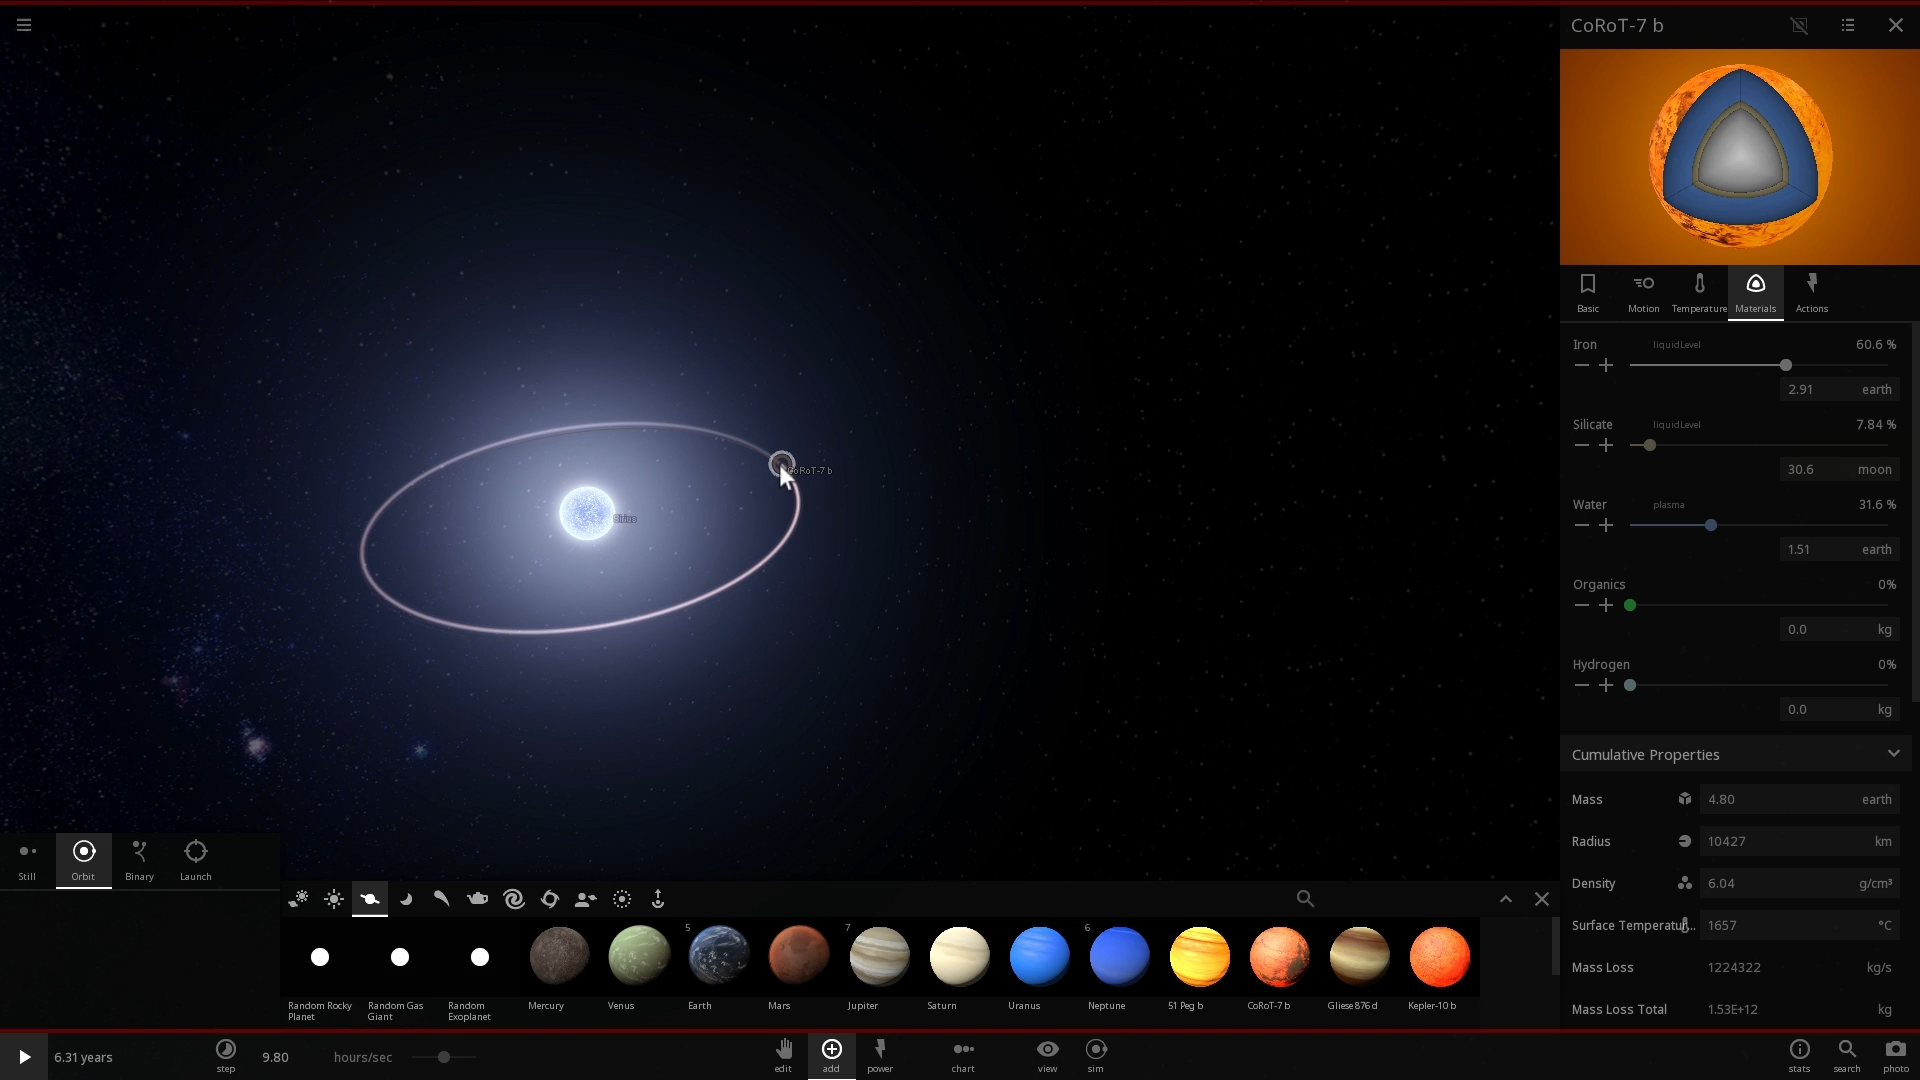 CoRoT-7 b
Basic
Motion
Temperature
Materials
Actions
Iron liquidLevel 60.6 %
2.91 earth
Silicate liquidLevel 7.84 %
30.6 moon
Water plasma 31.6 %
1.51 earth
Organics 0%
0.0 kg
Hydrogen 0%
0.0 kg
Cumulative Properties
Mass 4.80 earth
Radius 10427 km
Density 6.04 g/cm³
Surface Temperatur... 1657 °C
Mass Loss 1224322 kg/s
Mass Loss Total 1.53E+12 kg
CoRoT-7 b
Sirius
Still
Orbit
Binary
Launch
5
7
6
Random Rocky
Planet
Random Gas
Giant
Random
Exoplanet
Mercury
Venus
Earth
Mars
Jupiter
Saturn
Uranus
Neptune
51 Peg b
CoRoT-7 b
Gliese 876 d
Kepler-10 b
6.31 years
step
9.80 hours/sec
edit
add
power
chart
view
sim
stats
search
photo